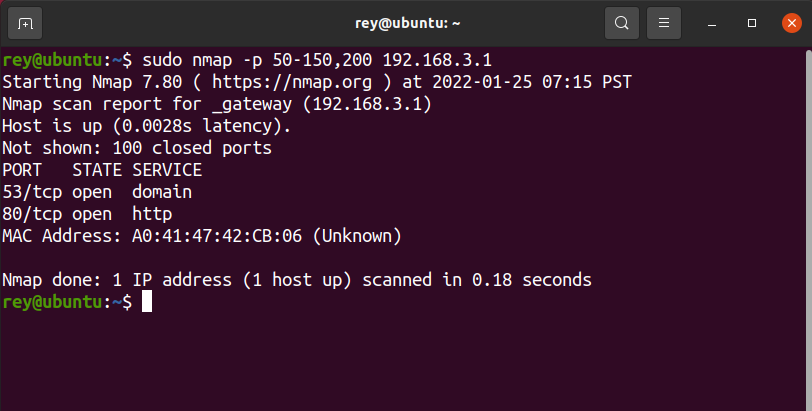 rey@ubuntu: ~
rey@ubuntu:~$ sudo nmap -p 50-150,200 192.168.3.1
Starting Nmap 7.80 ( https://nmap.org ) at 2022-01-25 07:15 PST
Nmap scan report for _gateway (192.168.3.1)
Host is up (0.0028s latency).
Not shown: 100 closed ports
PORT   STATE SERVICE
53/tcp open  domain
80/tcp open  http
MAC Address: A0:41:47:42:CB:06 (Unknown)
Nmap done: 1 IP address (1 host up) scanned in 0.18 seconds
rey@ubuntu:~$